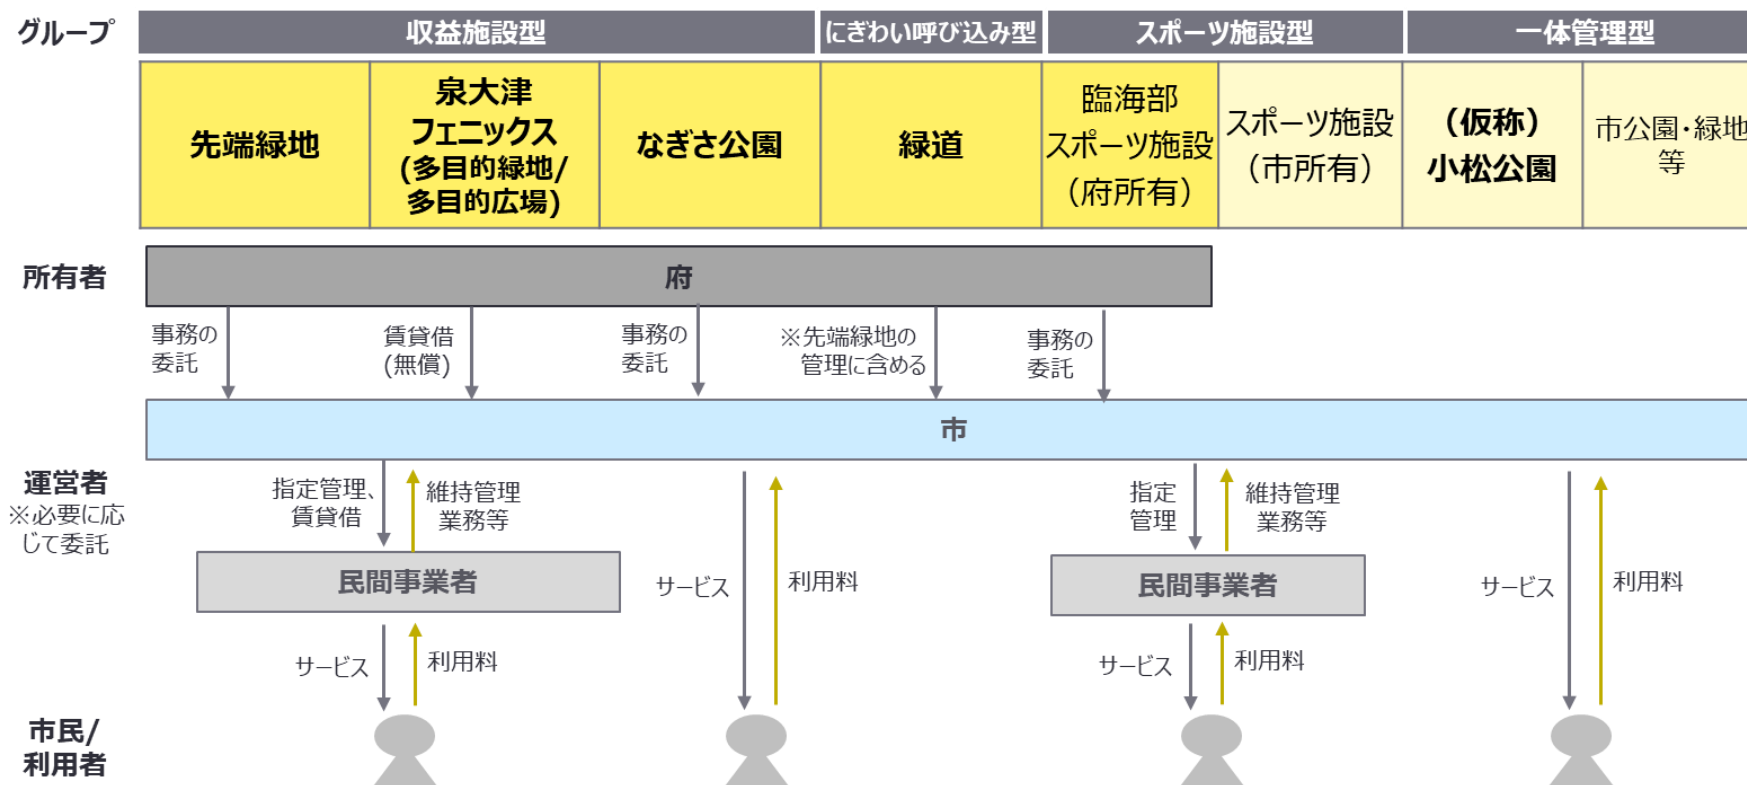 グループ
収益施設型
にぎわい呼び込み型
スポーツ施設型
一体管理型
先端緑地
泉大津
フェニックス
(多目的緑地/
多目的広場)
なぎさ公園
緑道
臨海部
スポーツ施設
（府所有）
スポーツ施設
（市所有）
（仮称）
小松公園
市公園・緑地
等
所有者
府
事務の
委託
賃貸借
(無償)
事務の
委託
※先端緑地の
管理に含める
事務の
委託
市
運営者
※必要に応
じて委託
指定管理、
賃貸借
維持管理
業務等
指定
管理
維持管理
業務等
民間事業者
サービス
利用料
民間事業者
サービス
利用料
サービス
利用料
サービス
利用料
市民/
利用者